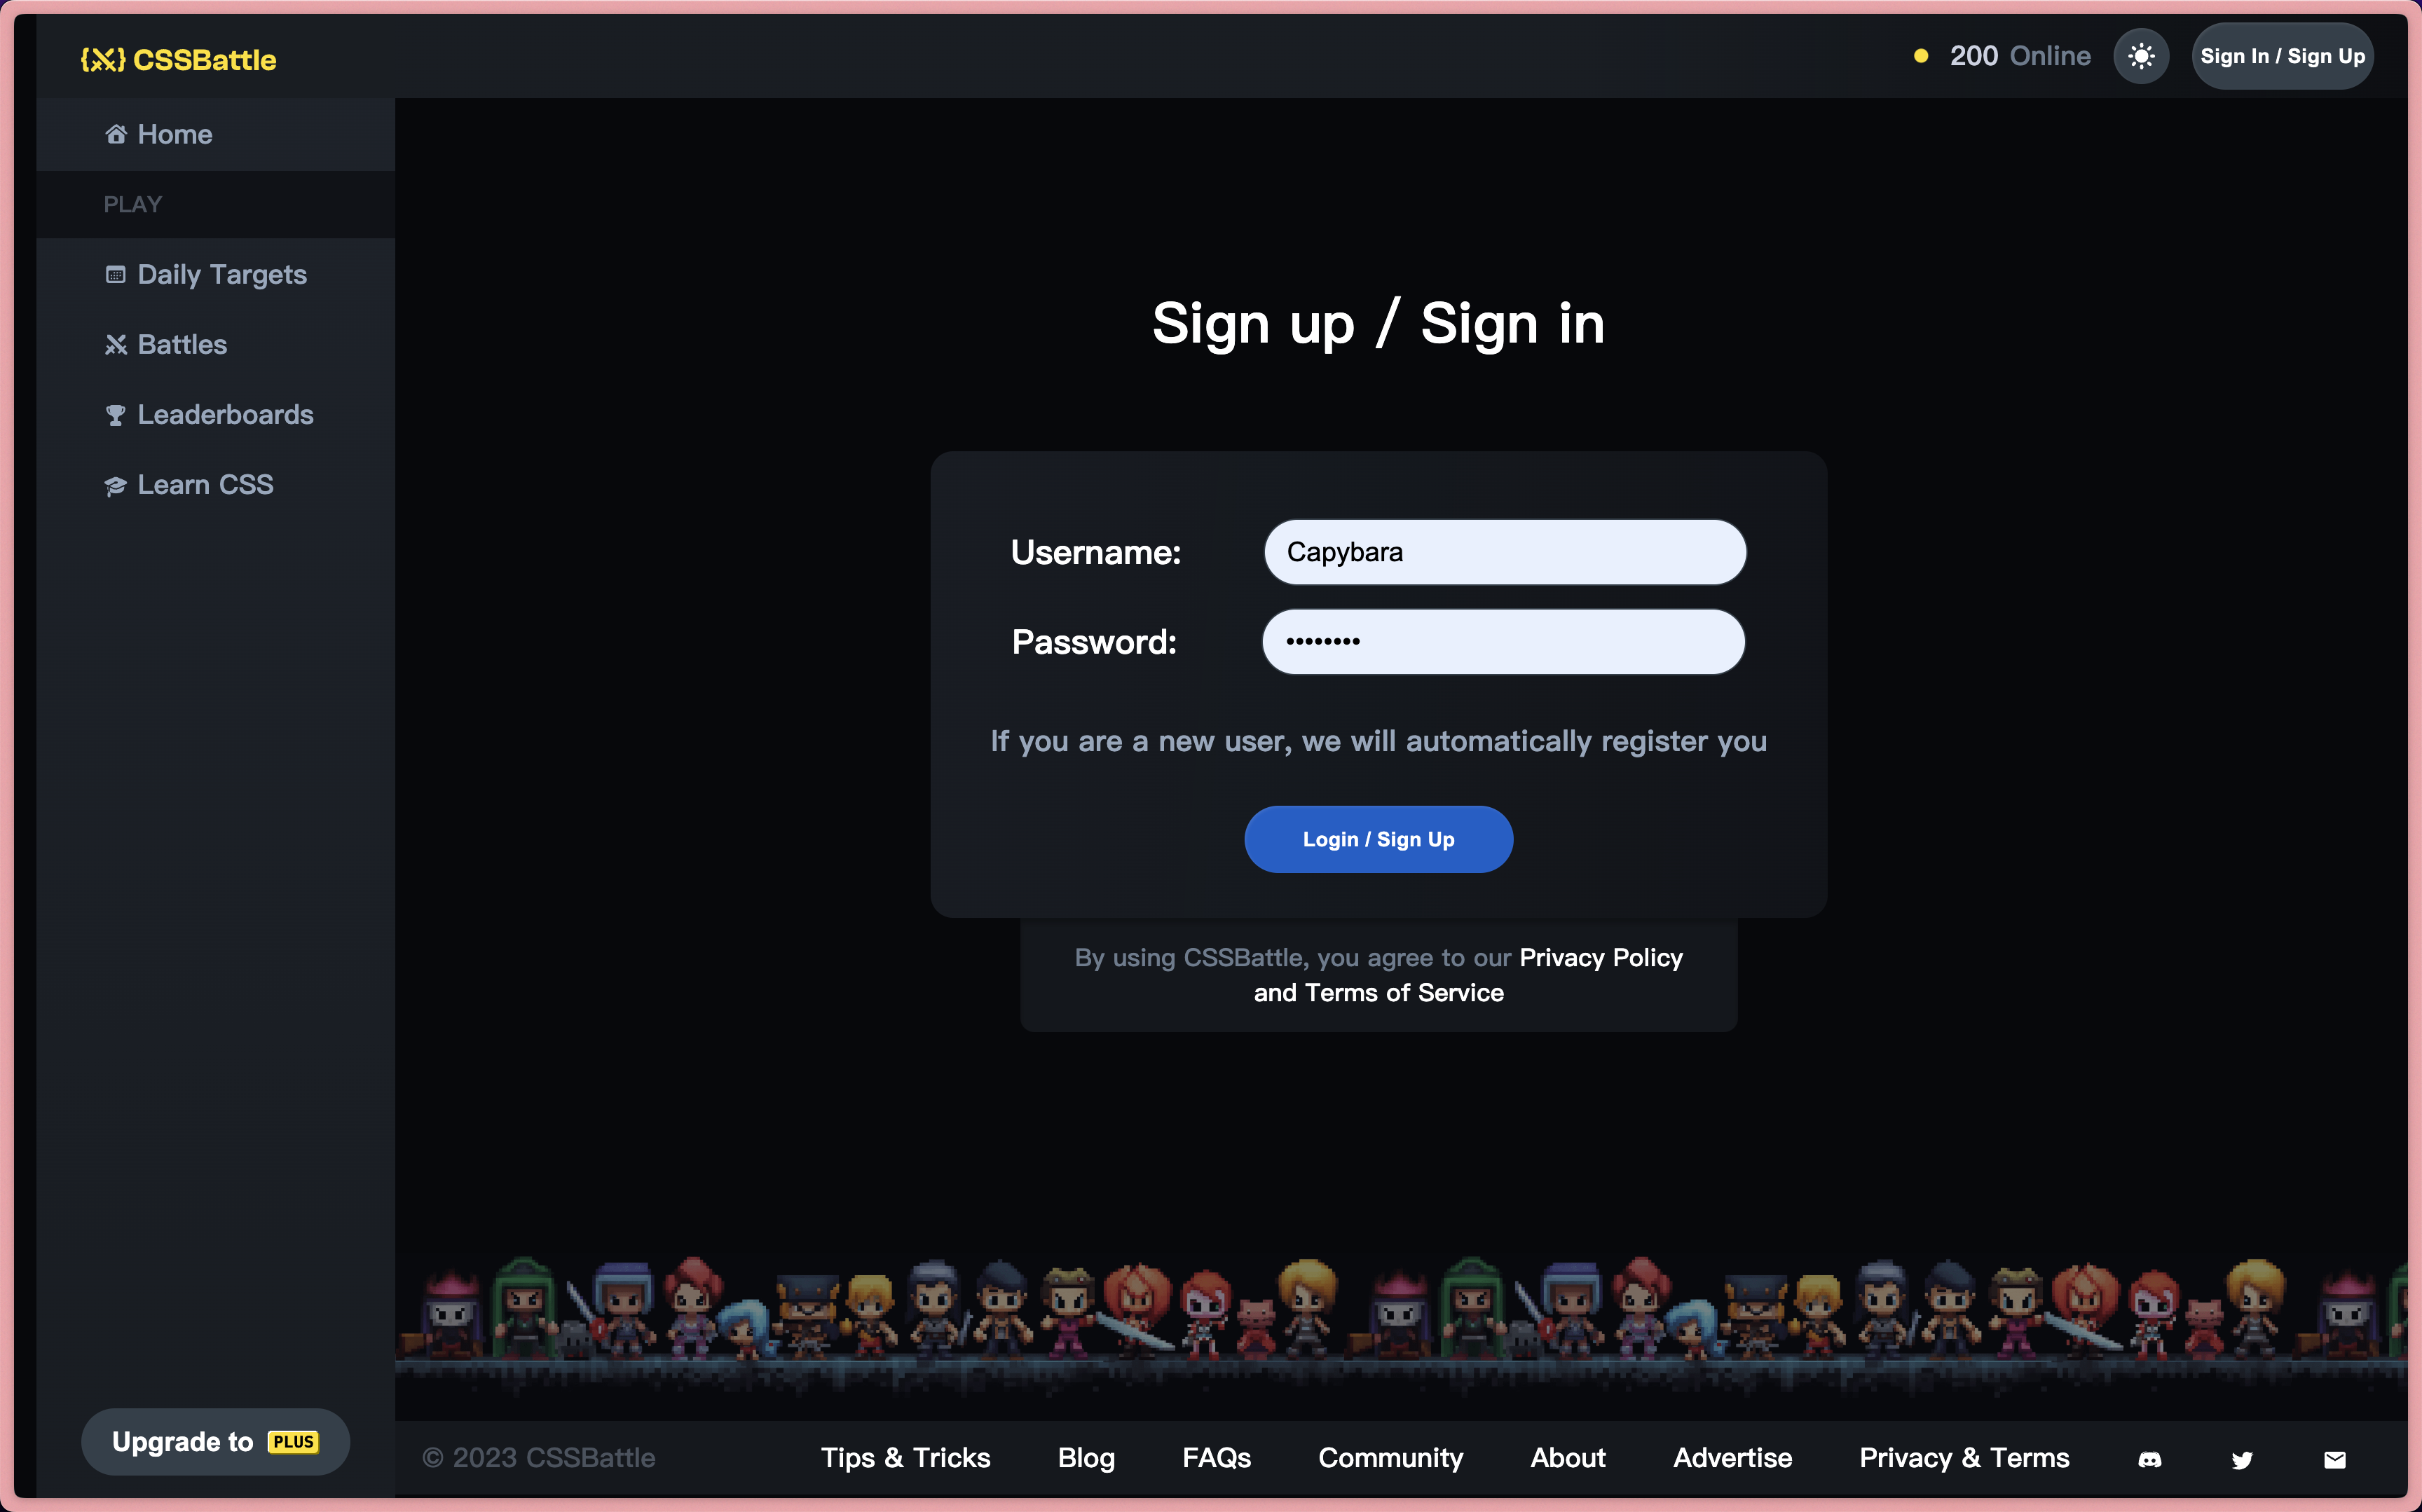 {X} CSSBattle
200 Online
Sign In / Sign Up
Home
PLAY
Daily Targets
Battles
Leaderboards
Learn CSS
Sign up / Sign in
Username:
Capybara
Password:
••••••••
If you are a new user, we will automatically register you
Login / Sign Up
By using CSSBattle, you agree to our Privacy Policy
and Terms of Service
Upgrade to PLUS
© 2023 CSSBattle
Tips & Tricks
Blog
FAQs
Community
About
Advertise
Privacy & Terms